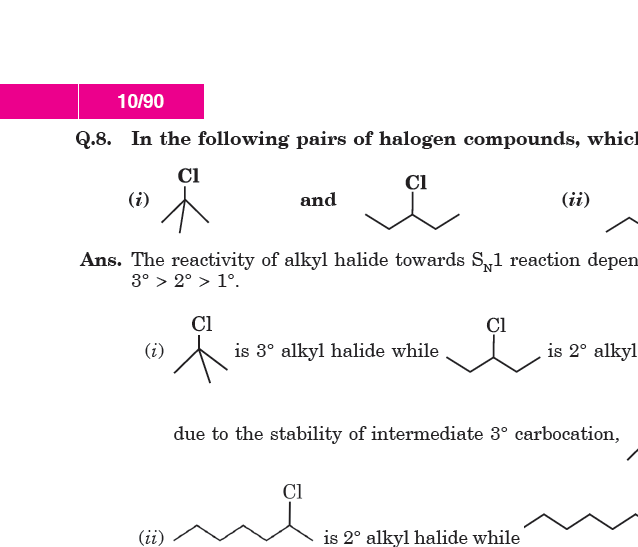 10/90
Q.8. In the following pairs of halogen compounds, which
Cl Cl
(i) and (ii)
Ans. The reactivity of alkyl halide towards SN1 reaction depen
3° > 2° > 1°.
Cl Cl
(i) is 3° alkyl halide while is 2° alkyl
due to the stability of intermediate 3° carbocation,
Cl
(ii) is 2° alkyl halide while